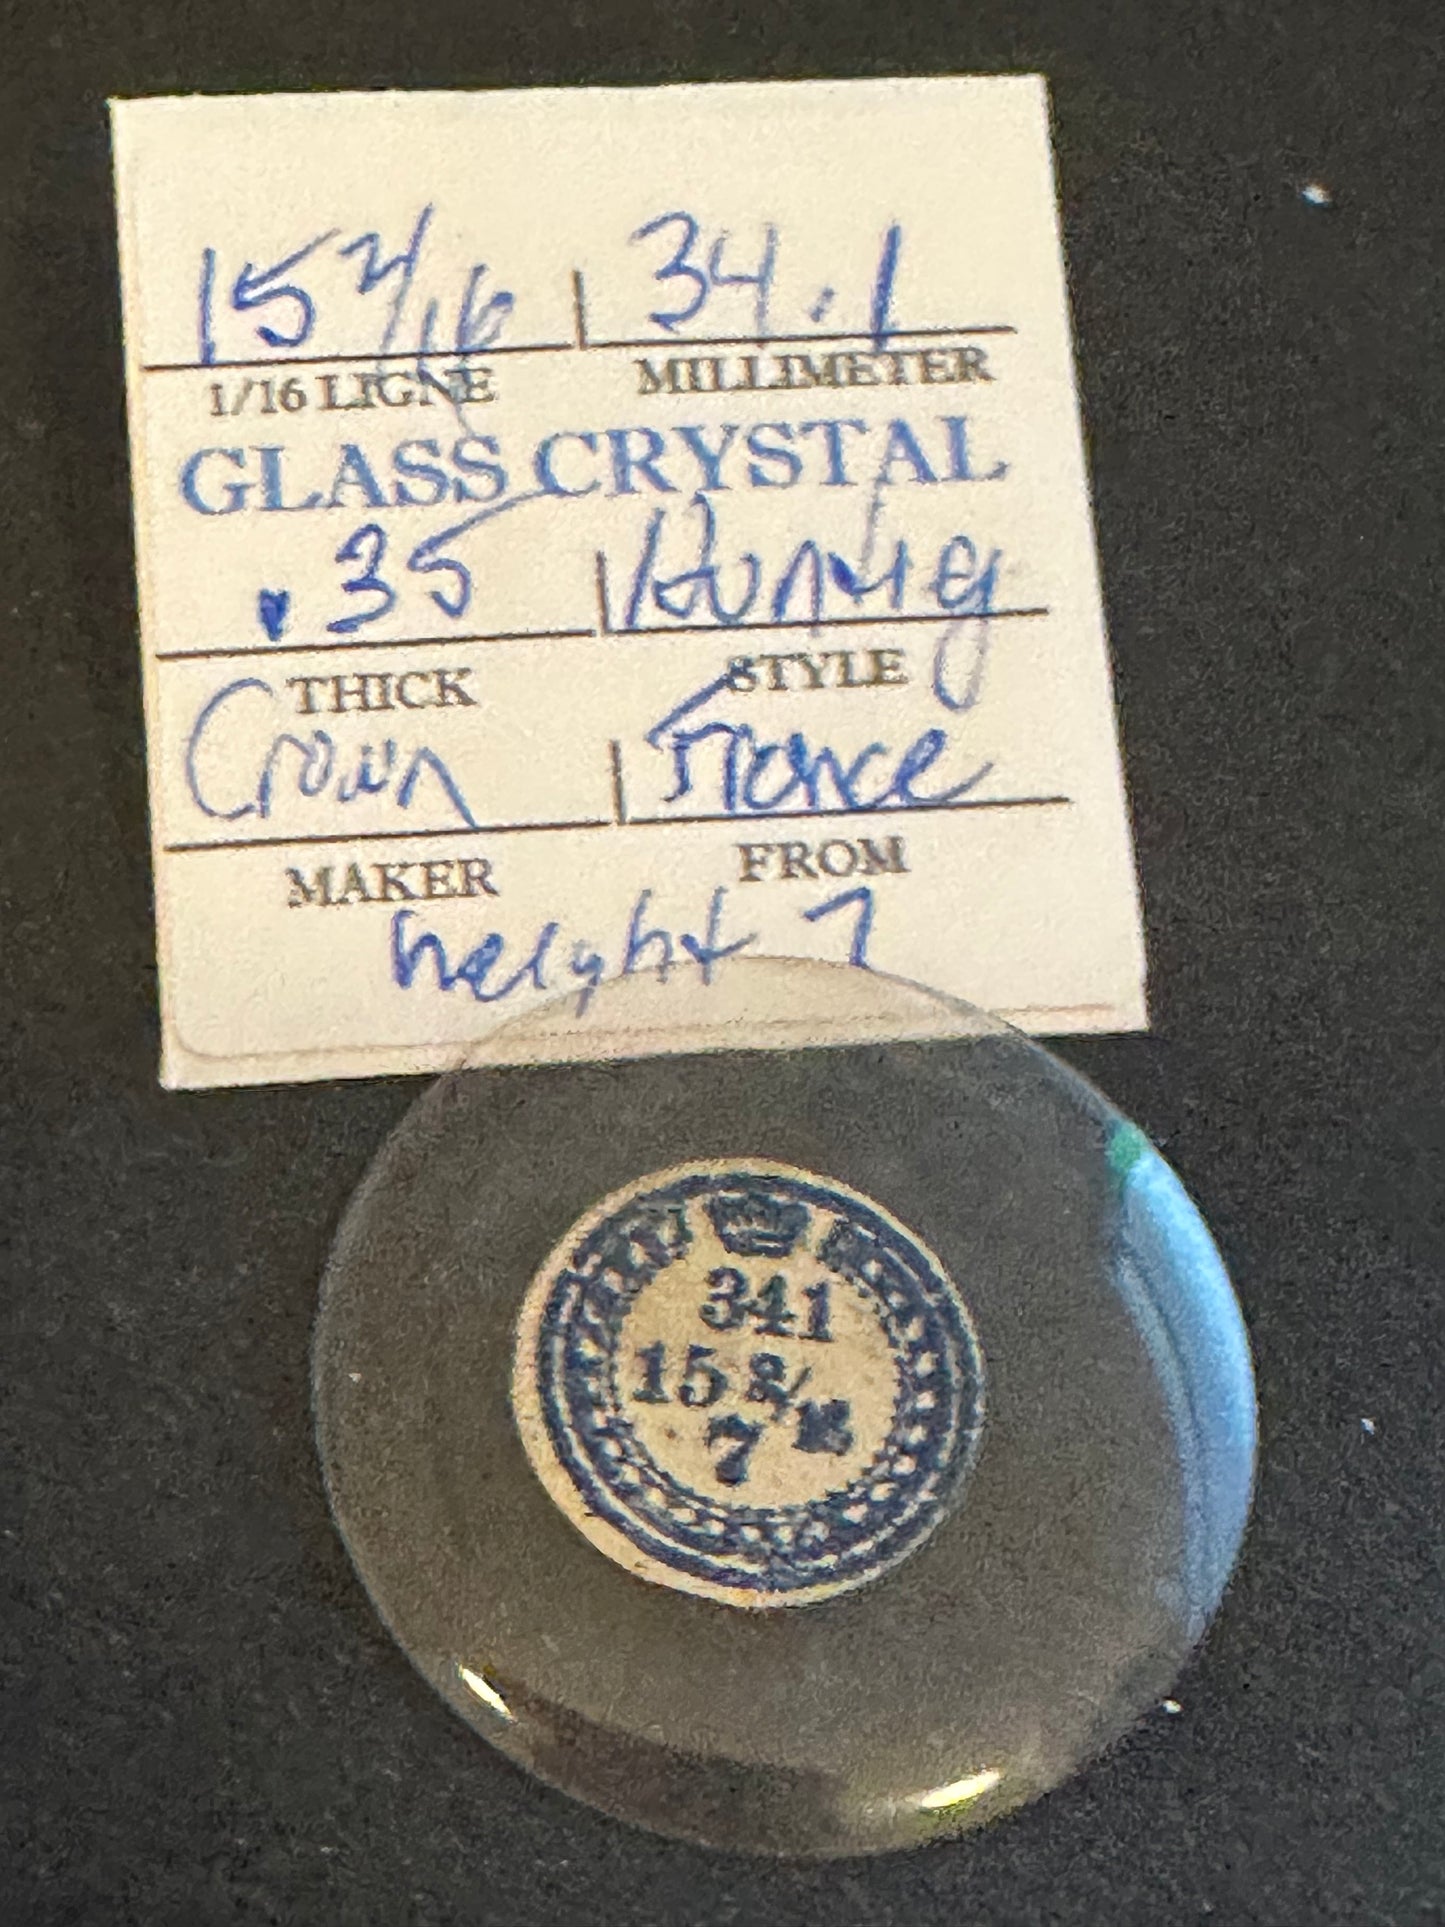 15 2/16 34.1
1/16 LIGNE MILLIMETER
GLASS CRYSTAL
.35 Huntig
THICK STYLE
Crown France
MAKER FROM
height 7
341
15 2/16
7